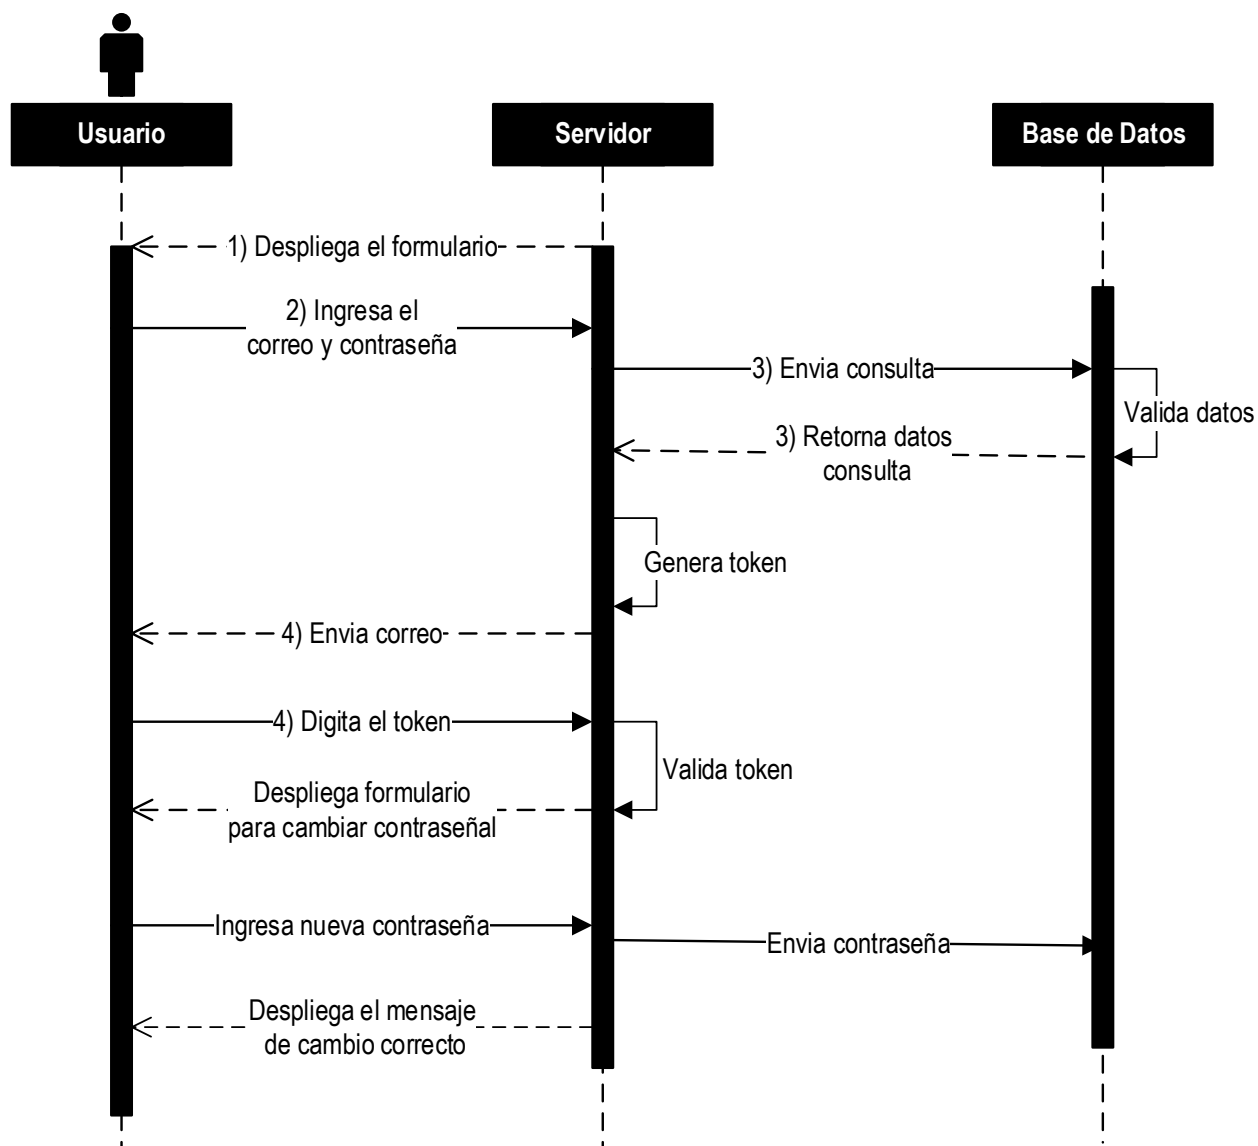 Usuario
Servidor
Base de Datos
1) Despliega el formulario
2) Ingresa el
correo y contraseña
3) Envia consulta
Valida datos
3) Retorna datos
consulta
Genera token
4) Envia correo
4) Digita el token
Valida token
Despliega formulario
para cambiar contraseñal
Ingresa nueva contraseña
Envia contraseña
Despliega el mensaje
de cambio correcto